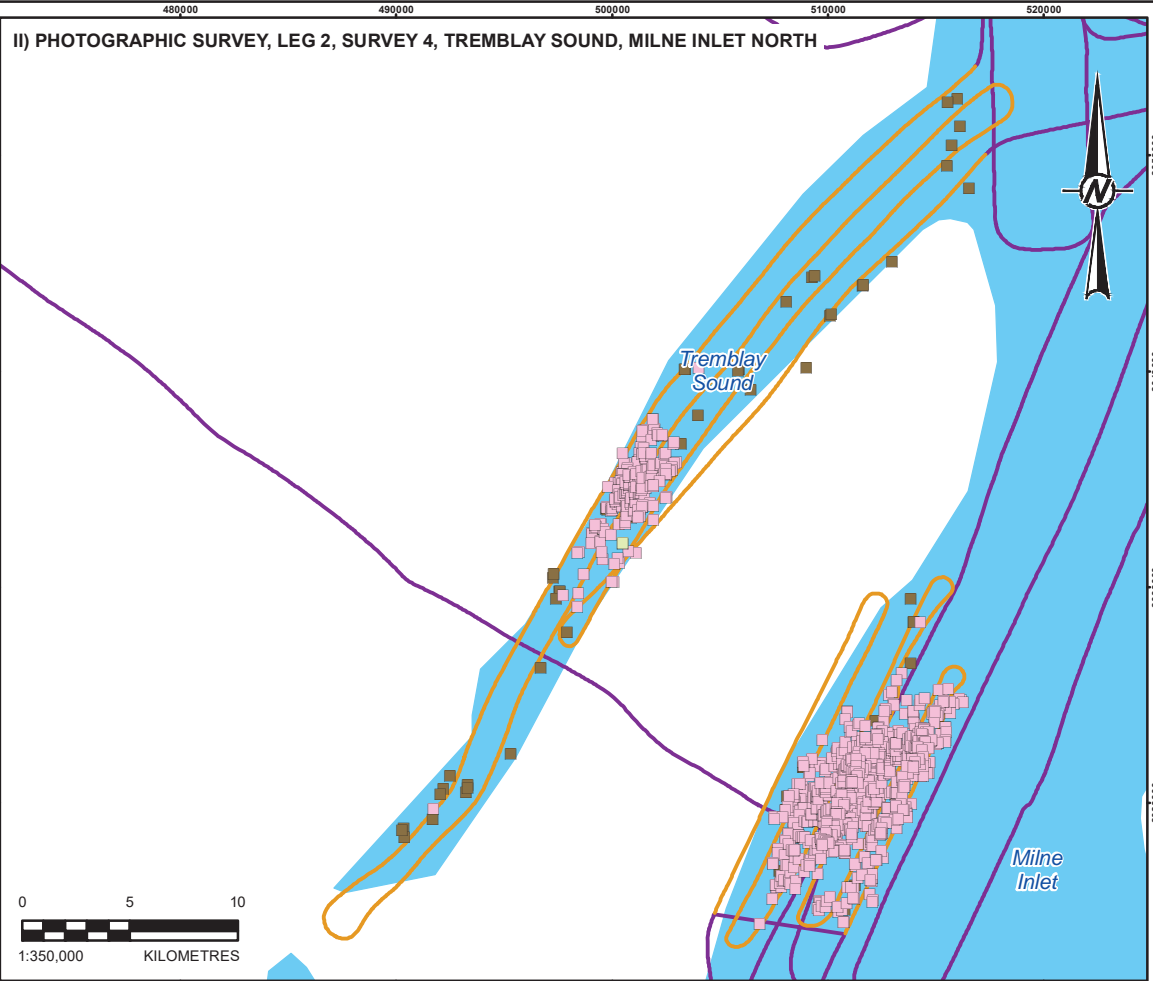 480000 490000 500000 510000 520000
II) PHOTOGRAPHIC SURVEY, LEG 2, SURVEY 4, TREMBLAY SOUND, MILNE INLET NORTH
N
Tremblay
Sound
Milne
Inlet
0 5 10
1:350,000 KILOMETRES